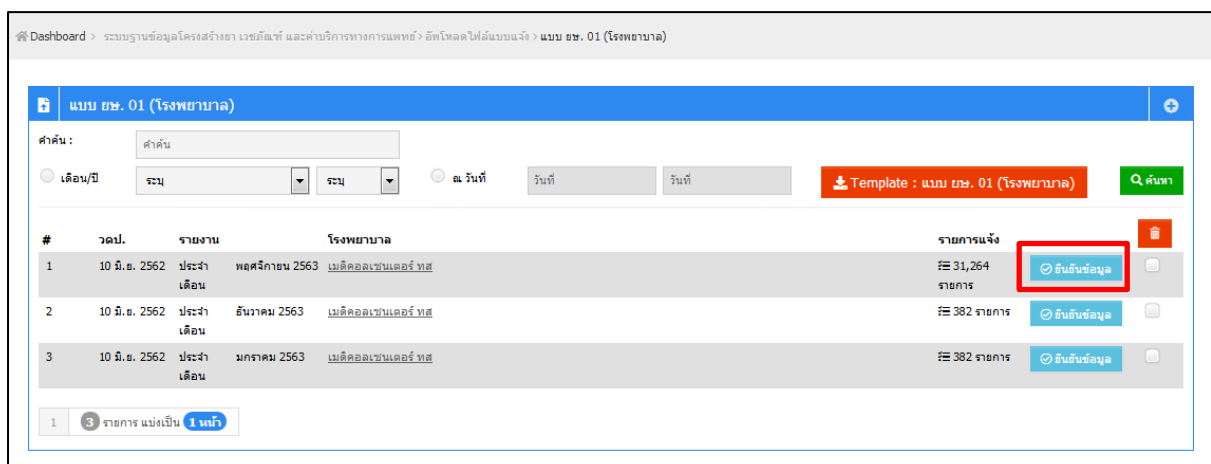 Dashboard > ระบบฐานข้อมูลโครงสร้างยา เวชภัณฑ์ และค่าบริการทางการแพทย์ > อัพโหลดไฟล์แบบแจ้ง > แบบ ยษ. 01 (โรงพยาบาล)
แบบ ยษ. 01 (โรงพยาบาล)
คำค้น : คำค้น
เดือน/ปี ระบุ ระบุ ณ วันที่ วันที่ วันที่ Template : แบบ ยษ. 01 (โรงพยาบาล) ค้นหา
# วดป. รายงาน โรงพยาบาล รายการแจ้ง
1 10 มิ.ย. 2562 ประจำ พฤศจิกายน 2563 เมดิคอลเซนเตอร์ ทส 31,264 ยืนยันข้อมูล
เดือน รายการ
2 10 มิ.ย. 2562 ประจำ ธันวาคม 2563 เมดิคอลเซนเตอร์ ทส 382 รายการ ยืนยันข้อมูล
เดือน
3 10 มิ.ย. 2562 ประจำ มกราคม 2563 เมดิคอลเซนเตอร์ ทส 382 รายการ ยืนยันข้อมูล
เดือน
1 3 รายการ แบ่งเป็น 1 หน้า